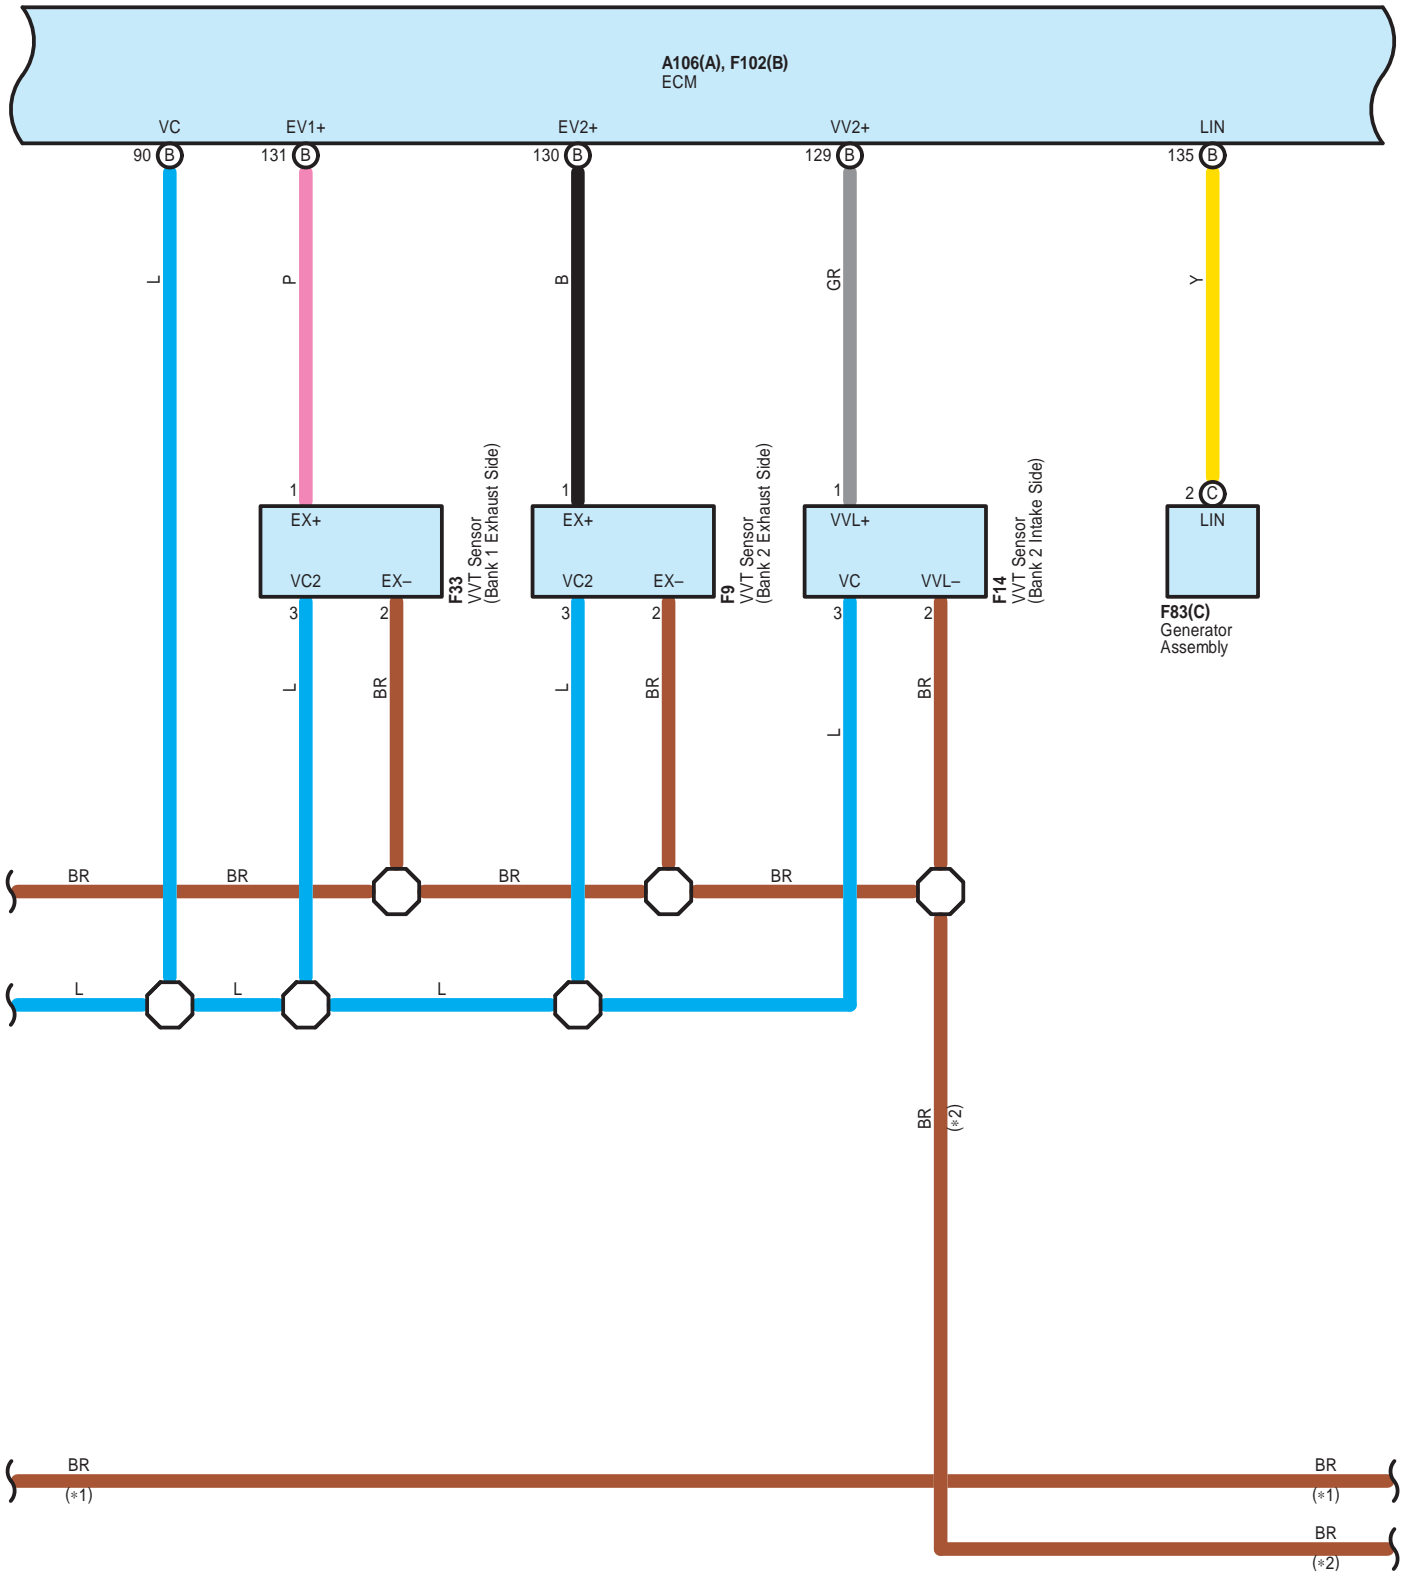 A106(A), F102(B)
ECM
VC
EV1+
EV2+
VV2+
LIN
90 B
131 B
130 B
129 B
135 B
L
P
B
GR
Y
1
1
1
2 C
EX+
EX+
VVL+
LIN
VC2
EX–
VC2
EX–
VC
VVL–
F33
VVT Sensor
(Bank 1 Exhaust Side)
F9
VVT Sensor
(Bank 2 Exhaust Side)
F14
VVT Sensor
(Bank 2 Intake Side)
F83(C)
Generator
Assembly
3
2
3
2
3
2
L
BR
L
BR
L
BR
BR
BR
BR
BR
L
L
L
BR
(*2)
BR
(*1)
BR
(*1)
BR
(*2)